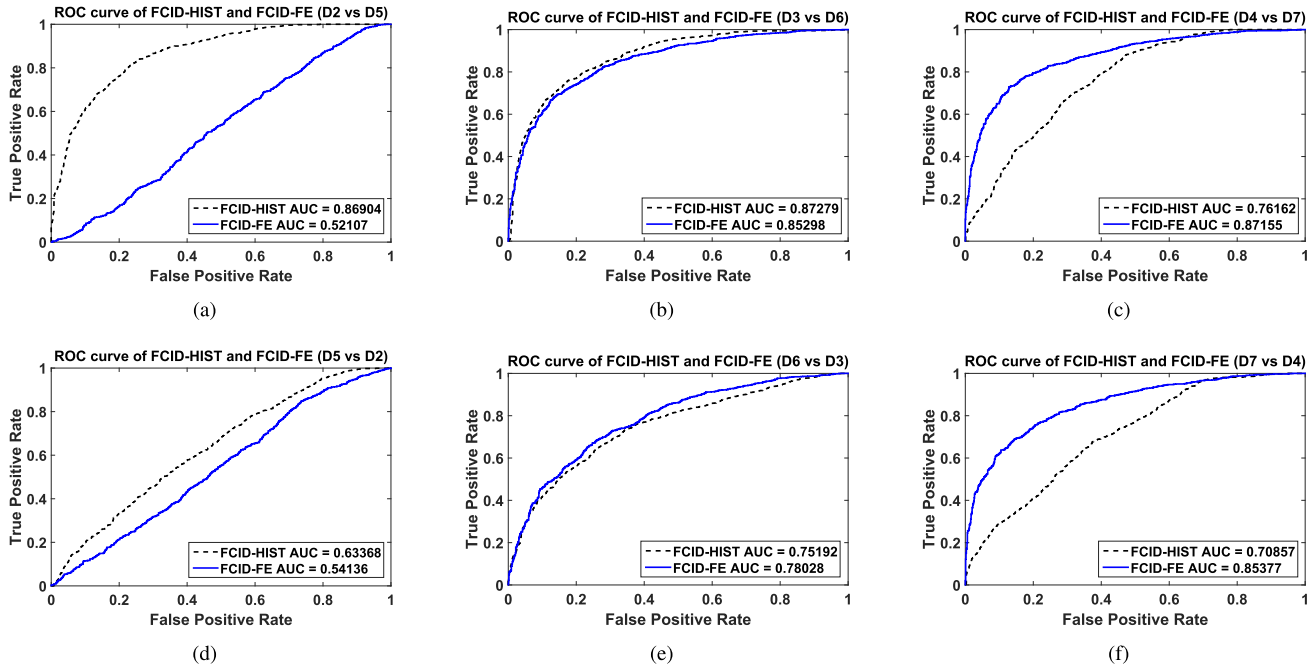 ROC curve of FCID-HIST and FCID-FE (D2 vs D5)
1
0.8
0.6
0.4
0.2
0
True Positive Rate
FCID-HIST AUC = 0.86904
FCID-FE AUC = 0.52107
0 0.2 0.4 0.6 0.8 1
False Positive Rate
(a)
ROC curve of FCID-HIST and FCID-FE (D3 vs D6)
1
0.8
0.6
0.4
0.2
0
True Positive Rate
FCID-HIST AUC = 0.87279
FCID-FE AUC = 0.85298
0 0.2 0.4 0.6 0.8 1
False Positive Rate
(b)
ROC curve of FCID-HIST and FCID-FE (D4 vs D7)
1
0.8
0.6
0.4
0.2
0
True Positive Rate
FCID-HIST AUC = 0.76162
FCID-FE AUC = 0.87155
0 0.2 0.4 0.6 0.8 1
False Positive Rate
(c)
ROC curve of FCID-HIST and FCID-FE (D5 vs D2)
1
0.8
0.6
0.4
0.2
0
True Positive Rate
FCID-HIST AUC = 0.63368
FCID-FE AUC = 0.54136
0 0.2 0.4 0.6 0.8 1
False Positive Rate
(d)
ROC curve of FCID-HIST and FCID-FE (D6 vs D3)
1
0.8
0.6
0.4
0.2
0
True Positive Rate
FCID-HIST AUC = 0.75192
FCID-FE AUC = 0.78028
0 0.2 0.4 0.6 0.8 1
False Positive Rate
(e)
ROC curve of FCID-HIST and FCID-FE (D7 vs D4)
1
0.8
0.6
0.4
0.2
0
True Positive Rate
FCID-HIST AUC = 0.70857
FCID-FE AUC = 0.85377
0 0.2 0.4 0.6 0.8 1
False Positive Rate
(f)